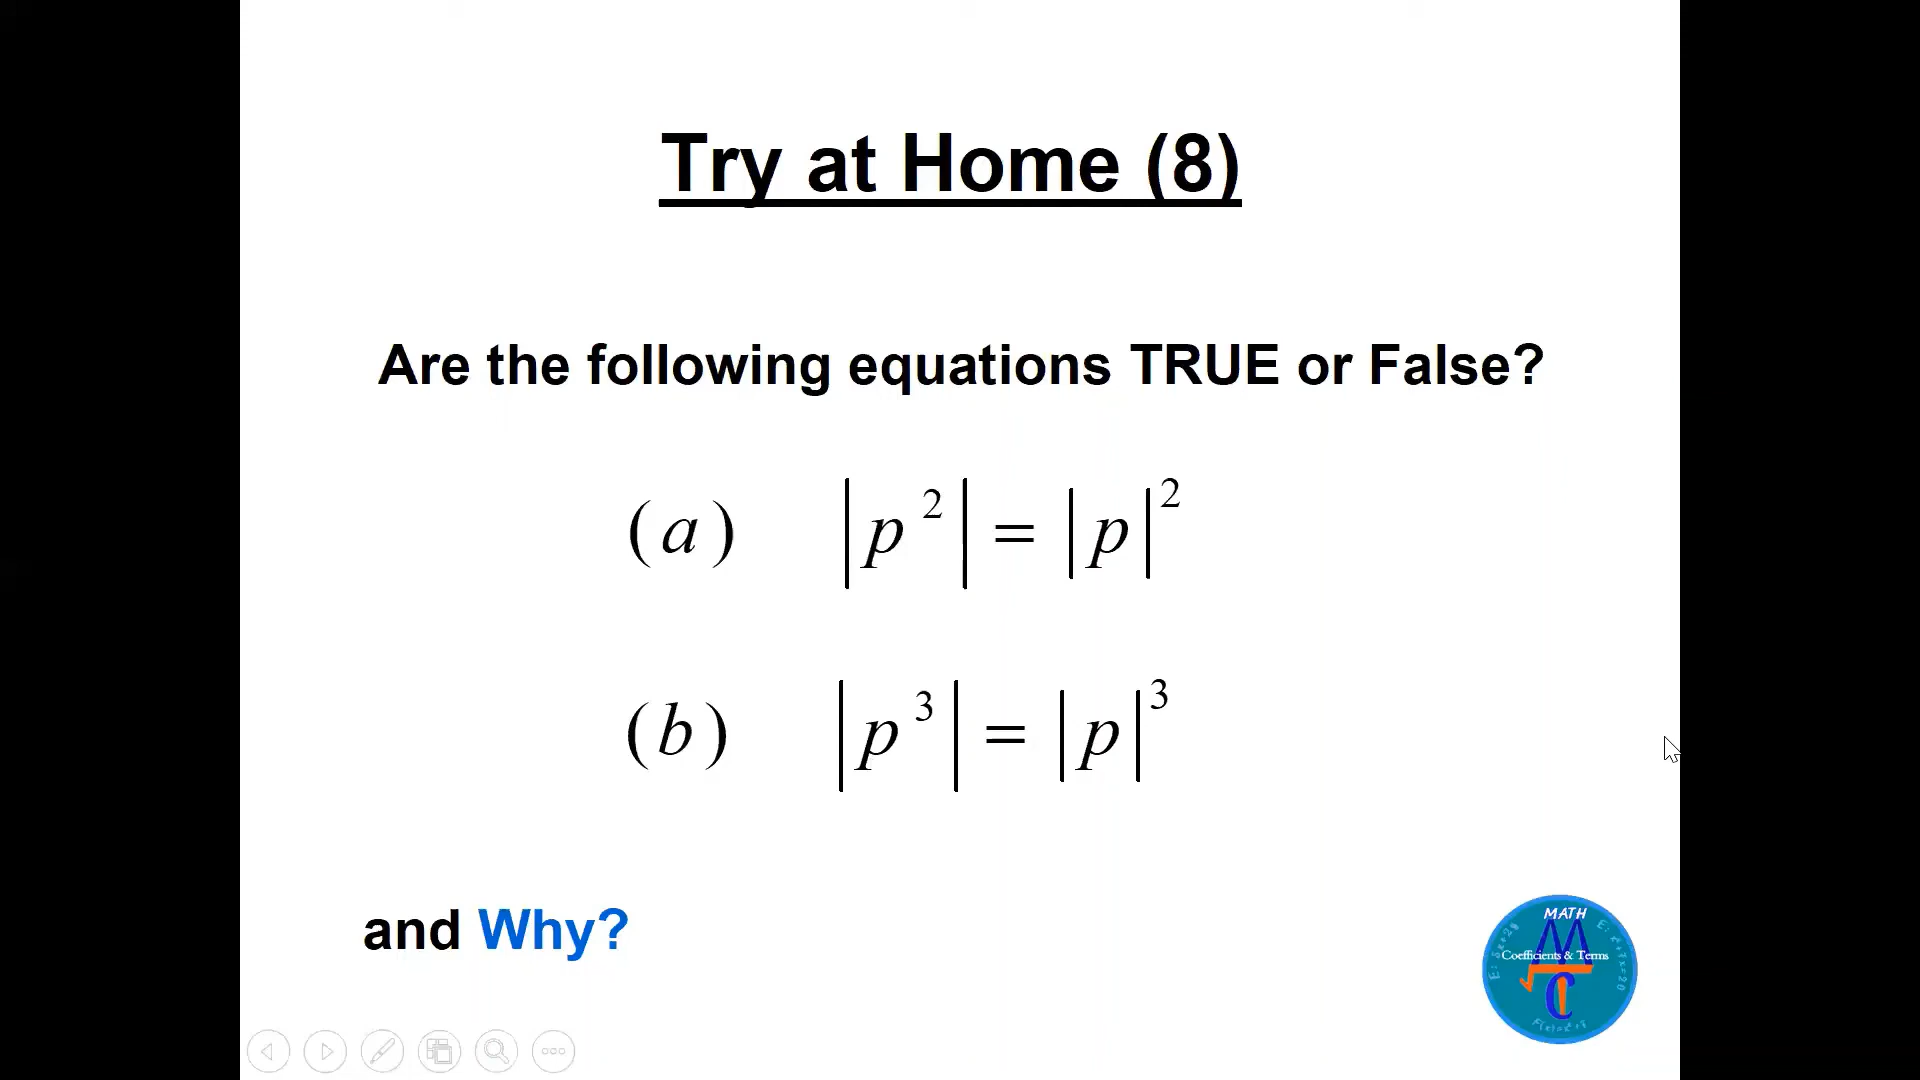 Try at Home (8)
Are the following equations TRUE or False?
(a) |p²| = |p|²
(b) |p³| = |p|³
and Why?
MATH
Coefficients & Terms